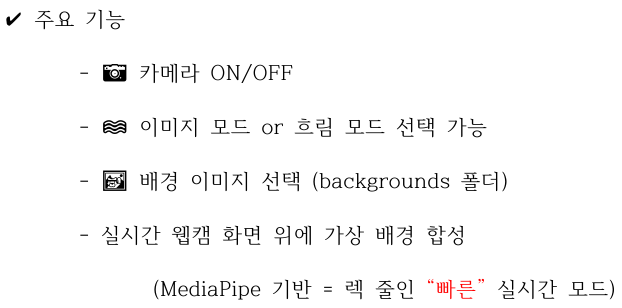 ✔ 주요 기능
- 📷 카메라 ON/OFF
- 🌫 이미지 모드 or 흐림 모드 선택 가능
- 🖼 배경 이미지 선택 (backgrounds 폴더)
- 실시간 웹캠 화면 위에 가상 배경 합성
(MediaPipe 기반 = 렉 줄인 “빠른” 실시간 모드)